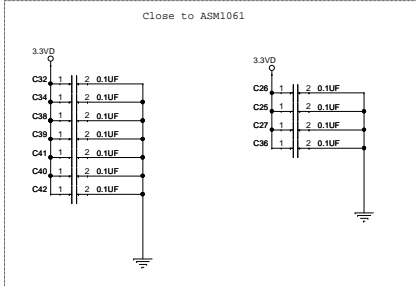 Close to ASM1061
3.3VD
C32 1 2 0.1UF
C34 1 2 0.1UF
C38 1 2 0.1UF
C39 1 2 0.1UF
C41 1 2 0.1UF
C40 1 2 0.1UF
C42 1 2 0.1UF
3.3VD
C26 1 2 0.1UF
C25 1 2 0.1UF
C27 1 2 0.1UF
C36 1 2 0.1UF